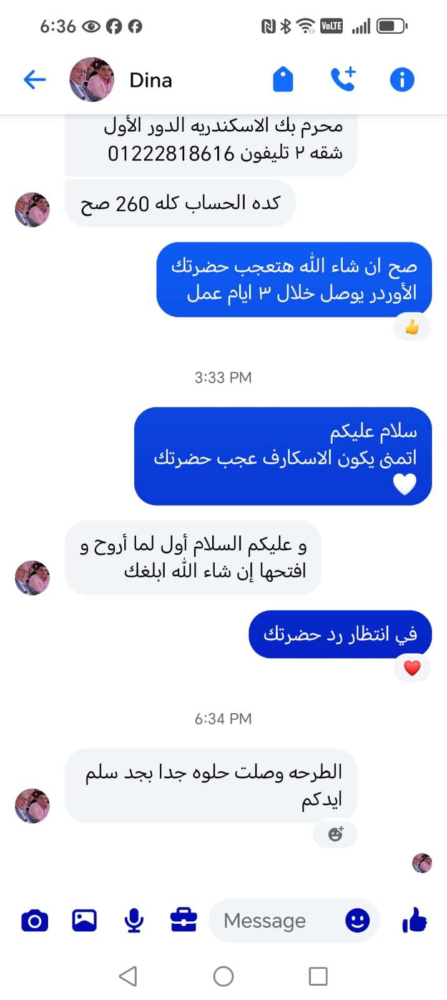 6:36
VoLTE
Dina
محرم بك الاسكندريه الدور الأول
شقه ٢ تليفون 01222818616
كده الحساب كله 260 صح
صح ان شاء الله هتعجب حضرتك
الأوردر يوصل خلال ٣ ايام عمل
3:33 PM
سلام عليكم
اتمنى يكون الاسكارف عجب حضرتك
و عليكم السلام أول لما أروح و
افتحها إن شاء الله ابلغك
في انتظار رد حضرتك
6:34 PM
الطرحه وصلت حلوه جدا بجد سلم
ايدكم
Message